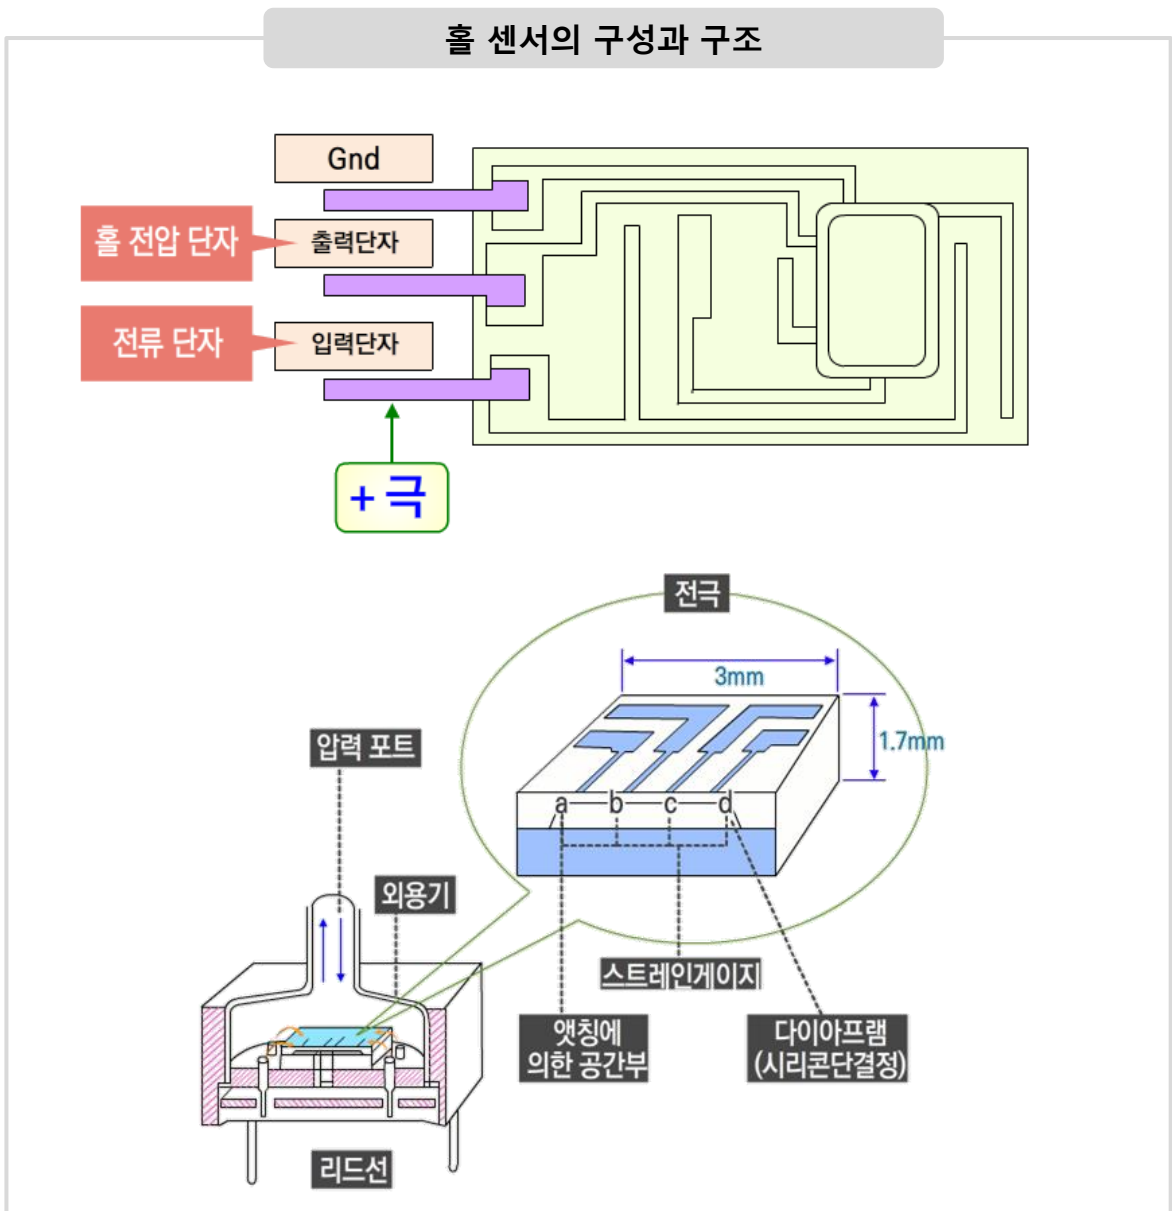 홀 센서의 구성과 구조
Gnd
홀 전압 단자
출력단자
전류 단자
입력단자
+ 극
전극
3mm
1.7mm
압력 포트
a
b
c
d
외용기
스트레인게이지
앳칭에
의한 공간부
다이아프램
(시리콘단결정)
리드선